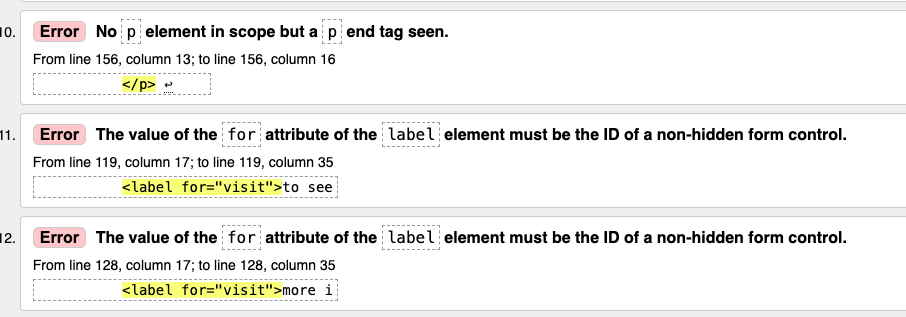 10. Error No p element in scope but a p end tag seen.
From line 156, column 13; to line 156, column 16
</p> ↩
11. Error The value of the for attribute of the label element must be the ID of a non-hidden form control.
From line 119, column 17; to line 119, column 35
<label for="visit">to see
12. Error The value of the for attribute of the label element must be the ID of a non-hidden form control.
From line 128, column 17; to line 128, column 35
<label for="visit">more i